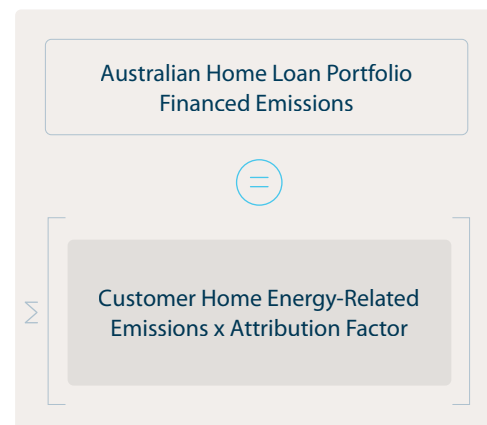 Australian Home Loan Portfolio
Financed Emissions
=
Σ
Customer Home Energy-Related
Emissions x Attribution Factor